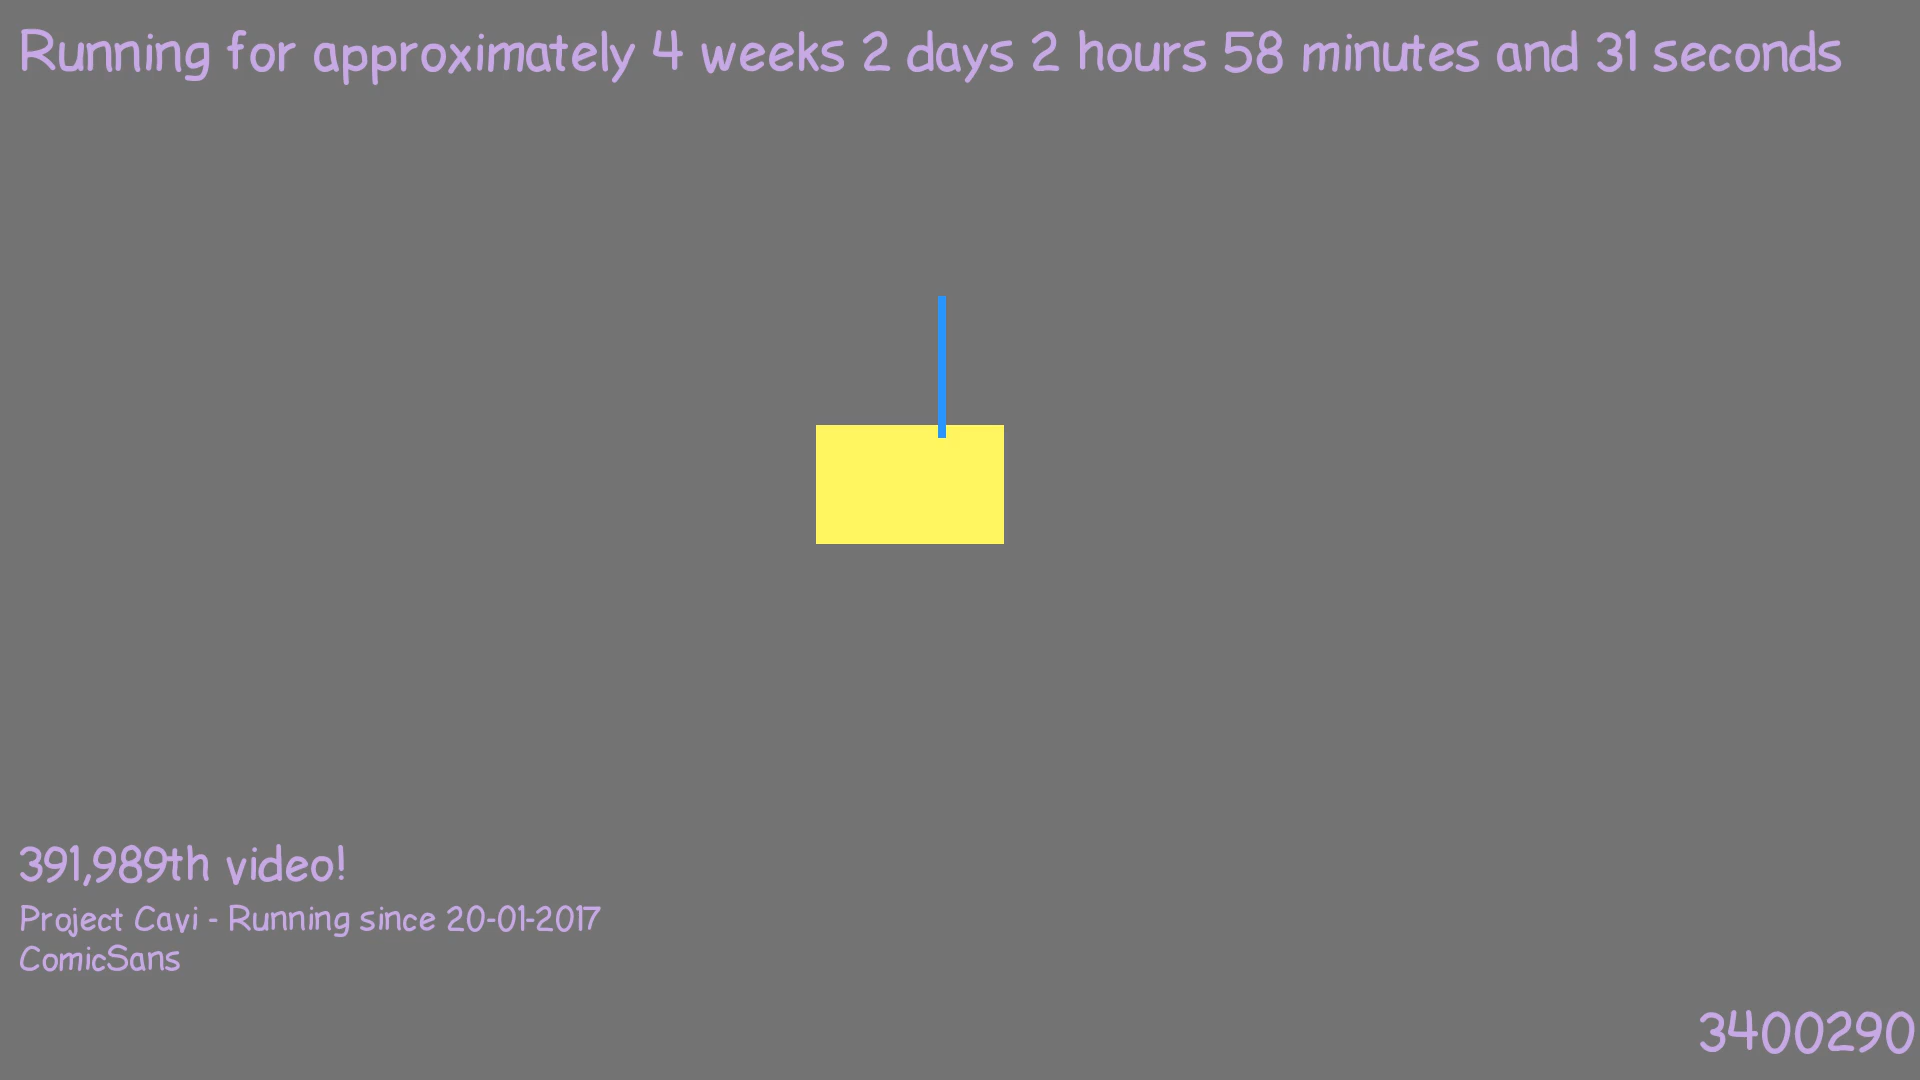 Running for approximately 4 weeks 2 days 2 hours 58 minutes and 31 seconds
391,989th video!
Project Cavi - Running since 20-01-2017
ComicSans
3400290